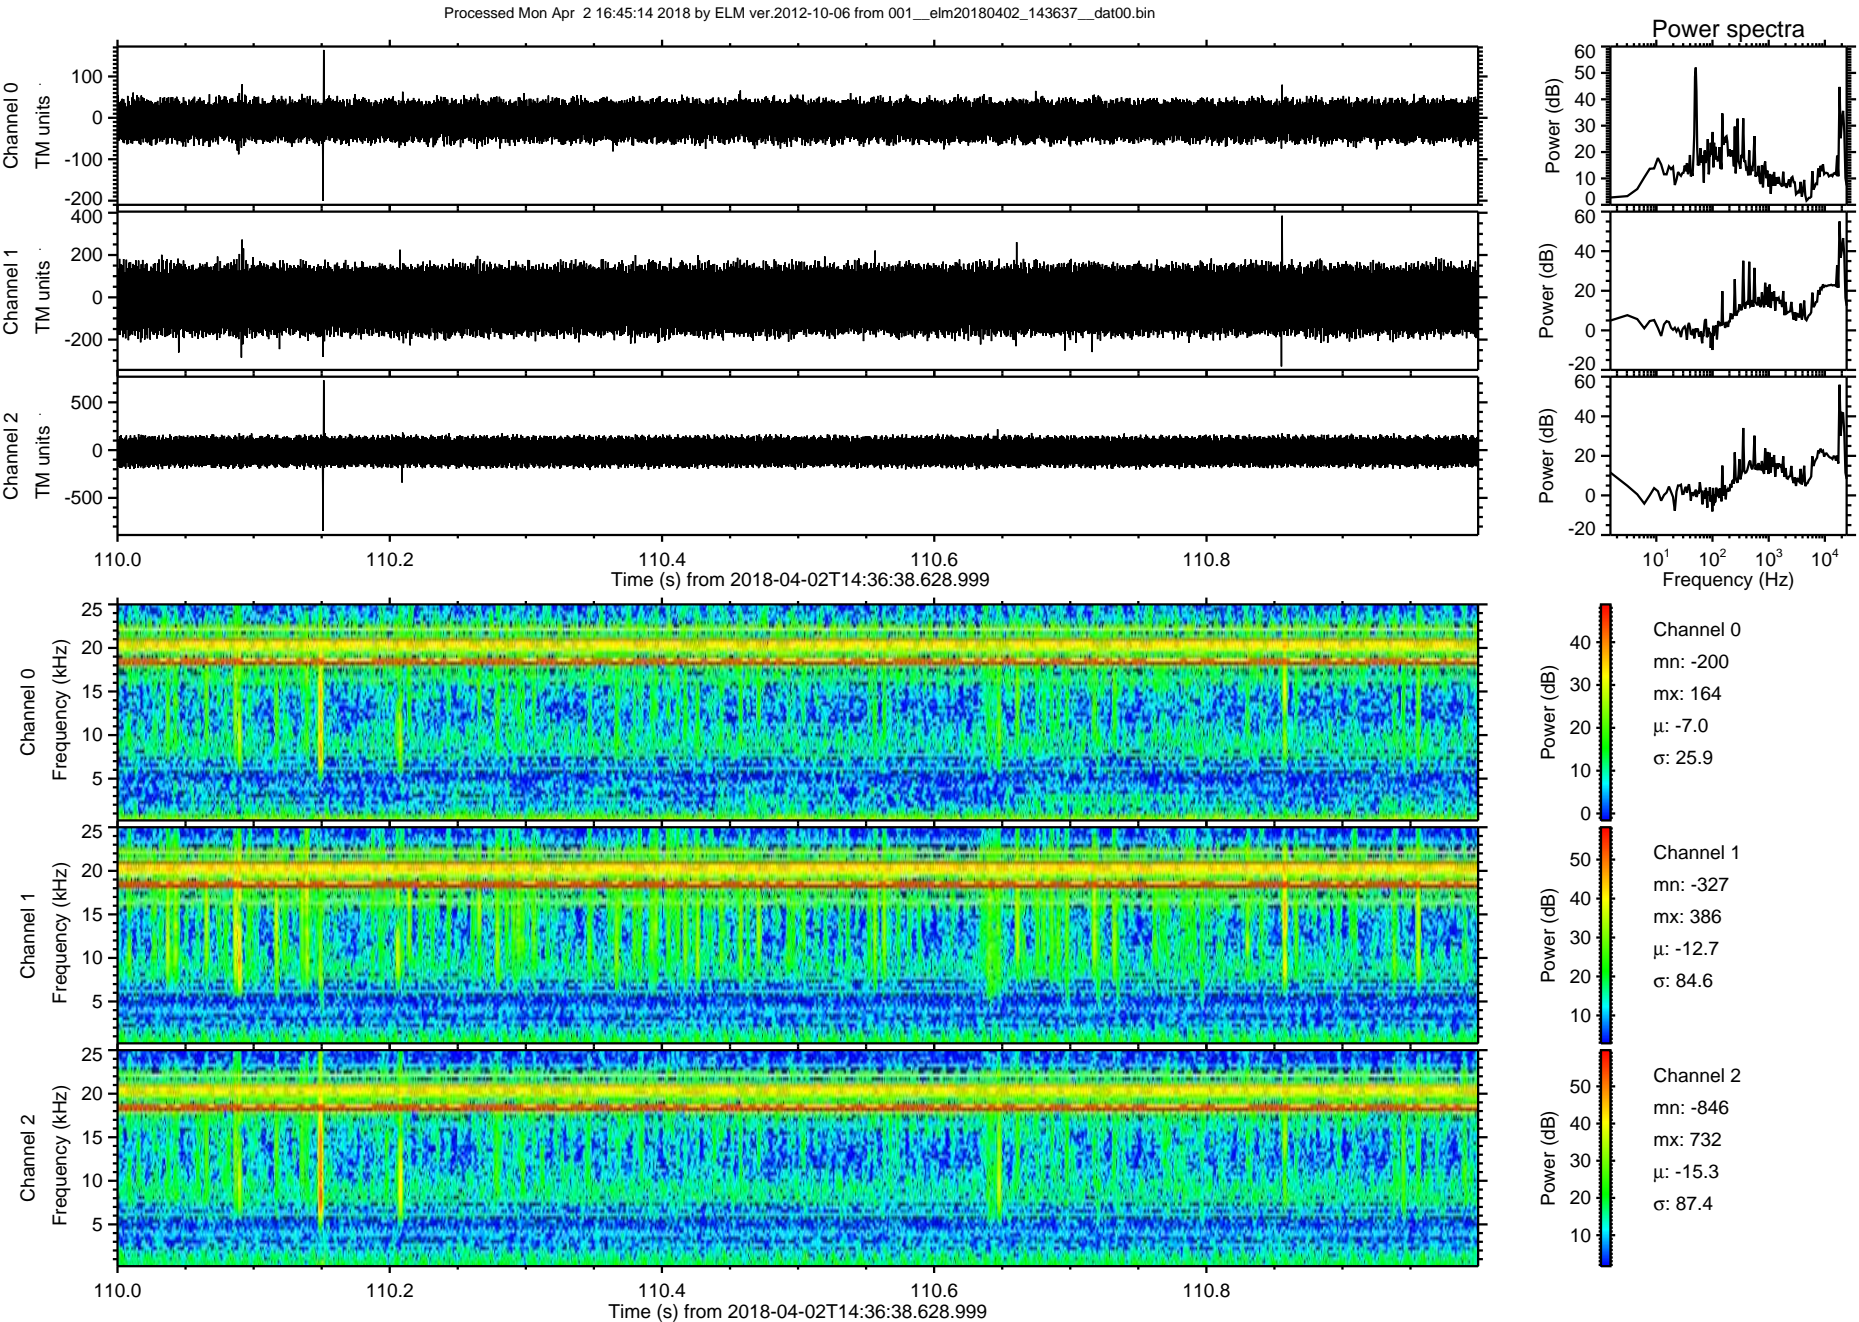 Processed Mon Apr  2 16:45:14 2018 by ELM ver.2012-10-06 from 001__elm20180402_143637__dat00.bin
Power spectra
Channel 0
TM units
100
0
-100
-200
Power (dB)
60
50
40
30
20
10
0
Channel 1
TM units
400
200
0
-200
Power (dB)
60
40
20
0
-20
Channel 2
TM units
500
0
-500
Power (dB)
60
40
20
0
-20
110.0 110.2 110.4 110.6 110.8
Time (s) from 2018-04-02T14:36:38.628.999
10¹ 10² 10³ 10⁴
Frequency (Hz)
Channel 0
Frequency (kHz)
25
20
15
10
5
Power (dB)
40
30
20
10
0
Channel 0
mn: -200
mx: 164
μ: -7.0
σ: 25.9
Channel 1
Frequency (kHz)
25
20
15
10
5
Power (dB)
50
40
30
20
10
Channel 1
mn: -327
mx: 386
μ: -12.7
σ: 84.6
Channel 2
Frequency (kHz)
25
20
15
10
5
Power (dB)
50
40
30
20
10
Channel 2
mn: -846
mx: 732
μ: -15.3
σ: 87.4
110.0 110.2 110.4 110.6 110.8
Time (s) from 2018-04-02T14:36:38.628.999